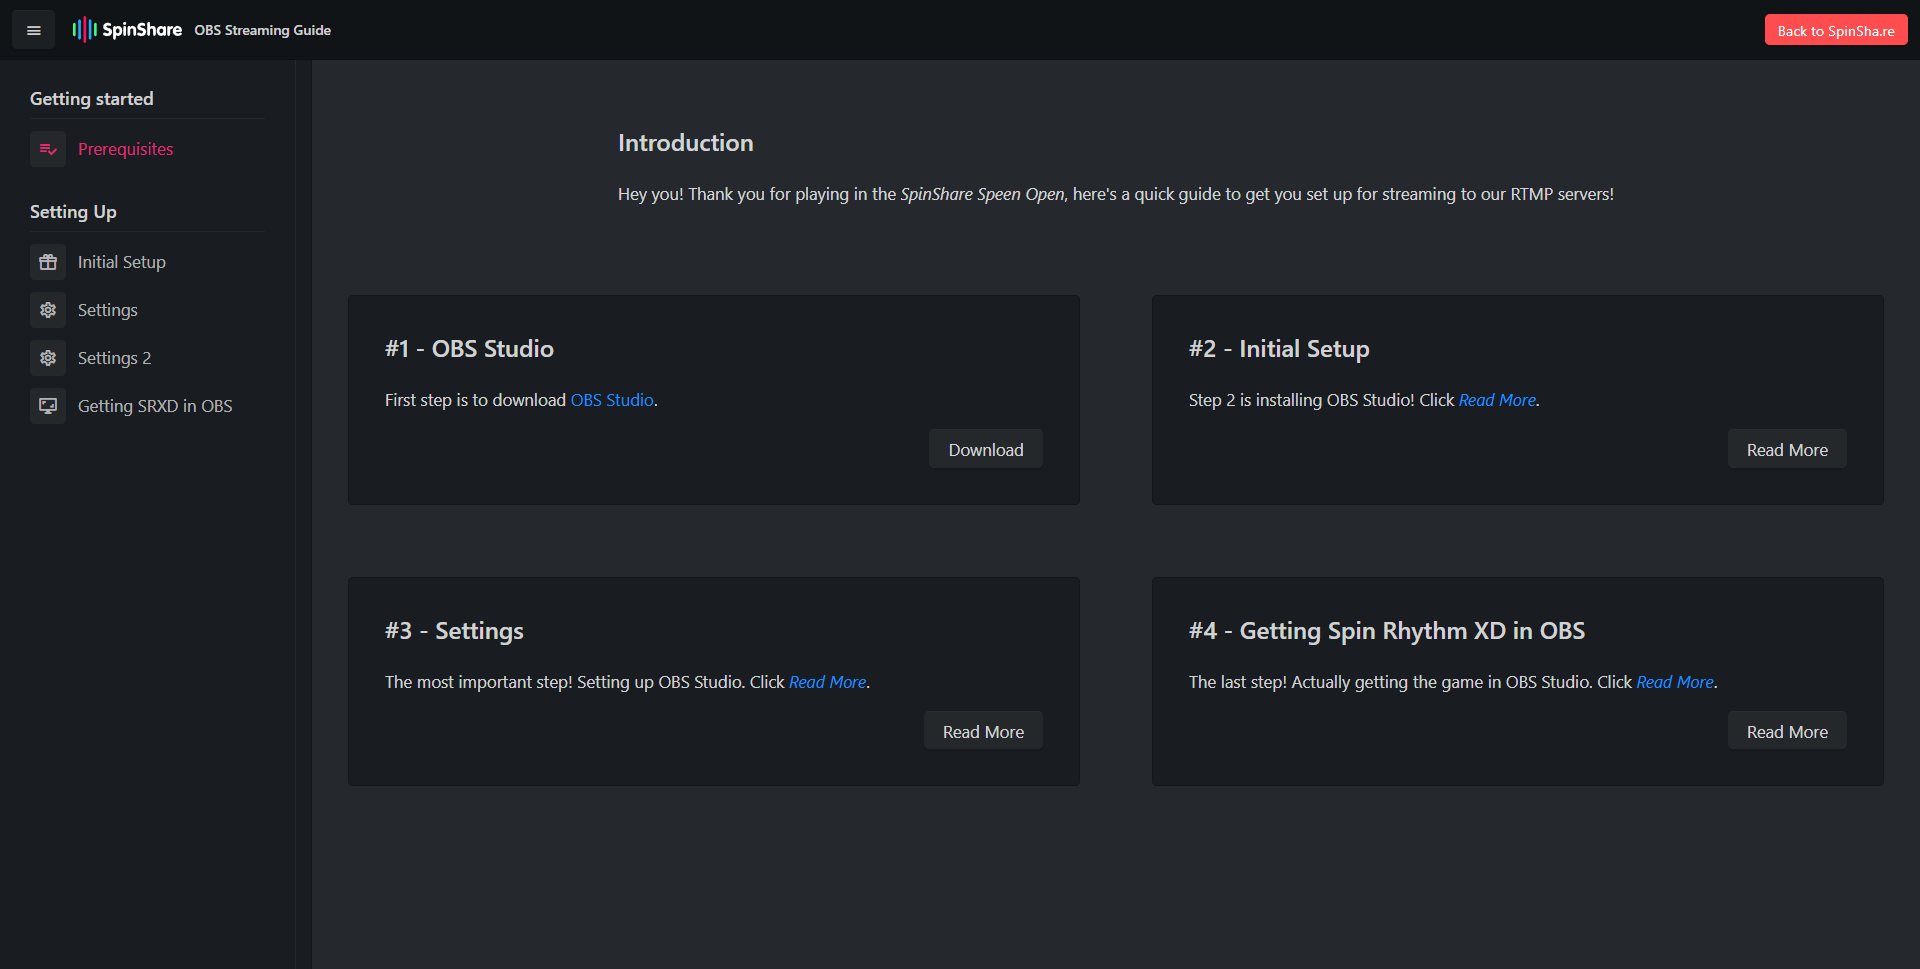 SpinShare OBS Streaming Guide
Back to SpinSha.re
Getting started
Prerequisites
Setting Up
Initial Setup
Settings
Settings 2
Getting SRXD in OBS
Introduction
Hey you! Thank you for playing in the SpinShare Speen Open, here's a quick guide to get you set up for streaming to our RTMP servers!
#1 - OBS Studio
First step is to download OBS Studio.
Download
#2 - Initial Setup
Step 2 is installing OBS Studio! Click Read More.
Read More
#3 - Settings
The most important step! Setting up OBS Studio. Click Read More.
Read More
#4 - Getting Spin Rhythm XD in OBS
The last step! Actually getting the game in OBS Studio. Click Read More.
Read More